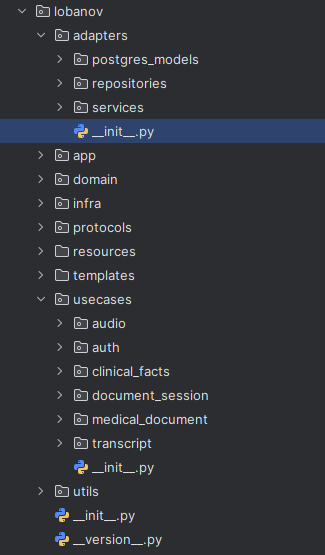 lobanov
adapters
postgres_models
repositories
services
__init__.py
app
domain
infra
protocols
resources
templates
usecases
audio
auth
clinical_facts
document_session
medical_document
transcript
__init__.py
utils
__init__.py
__version__.py